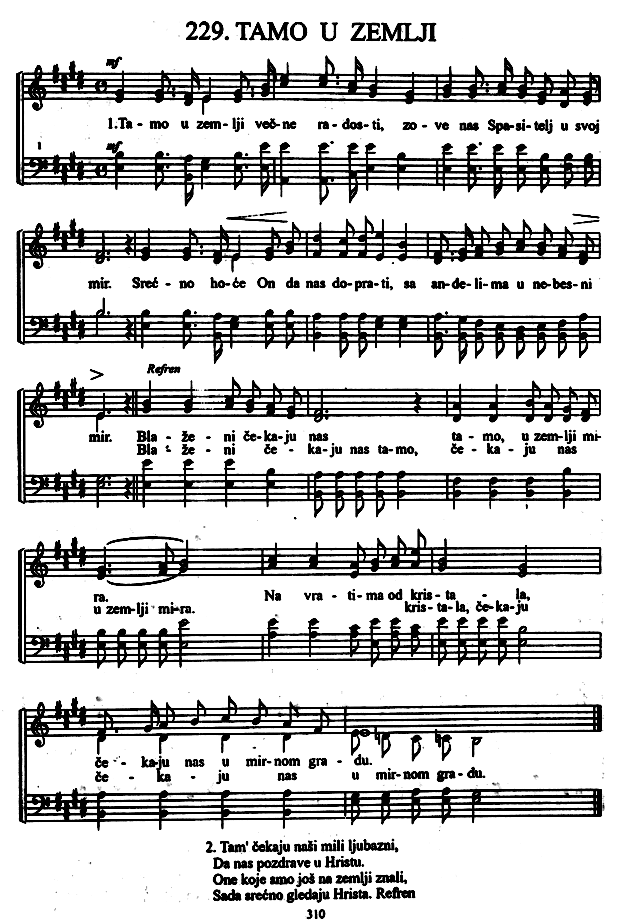 229. TAMO U ZEMLJI
mf
1.Ta - mo u zem - lji več-ne ra-dos-ti, zo - ve nas Spa-si-telj u svoj
mf
mir. Sreć-no ho-će On da nas do-pra-ti, sa an-đe-li-ma u ne-bes-ni
Refren
mir. Bla - že - ni če-ka-ju nas ta - mo, u zem-lji mi-
Bla - že - ni če - ka-ju nas ta-mo, če - ka - ju nas
ra. Na vra - ti-ma od kris-ta - la,
u zem-lji mi-ra. kris-ta-la, če-ka-ju
če - ka-ju nas u mir-nom gra - du.
če - ka - ju nas u mir-nom gra-du.
2. Tam' čekaju naši mili ljubazni,
Da nas pozdrave u Hristu.
One koje smo još na zemlji znali,
Sada srećno gledaju Hrista. Refren
310